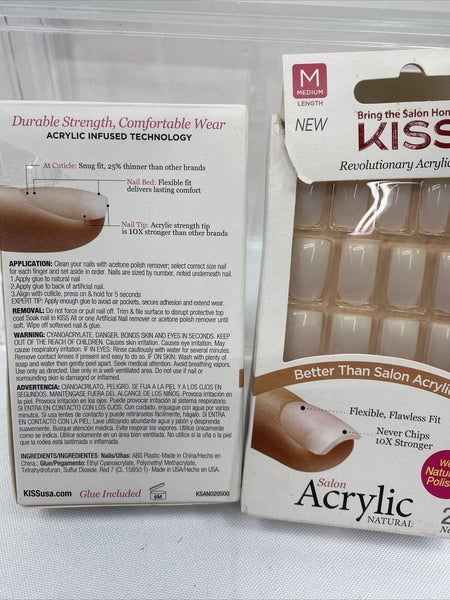 Durable Strength, Comfortable Wear
ACRYLIC INFUSED TECHNOLOGY
At Cuticle: Snug fit, 25% thinner than other brands
Nail Bed: Flexible fit
delivers lasting comfort
Nail Tip: Acrylic strength tip
is 10X stronger than other brands
APPLICATION: Clean your nails with acetone polish remover; select correct size nail
for each finger and set aside in order. Nails are sized by number, noted underneath nail.
1.Apply glue to natural nail
2.Apply glue to back of artificial nail.
3.Align with cuticle, press on & hold for 5 seconds
EXPERT TIP: Apply enough glue to avoid air pockets, secure adhesion and extend wear.
REMOVAL: Do not force or pull nail off. Trim & file surface to disrupt protective top
coat Soak nail in KISS All or one Artificial Nail remover or acetone polish remover until
soft. Wipe off softened nail & glue.
WARNING: CYANOACRYLATE, DANGER, BONDS SKIN AND EYES IN SECONDS. KEEP
OUT OF THE REACH OF CHILDREN. Causes skin irritation. Causes eye irritation. May
cause respiratory irritation. IF IN EYES: Rinse cautiously with water for several minutes.
Remove contact lenses if present and easy to do so. IF ON SKIN: Wash with plenty of
soap and water then gently peel apart. Seek medical attention. Avoid breathing vapors.
Use only as directed. Use only in a well-ventilated area. Do not use if nail or
surrounding skin is damaged or inflamed.
ADVERTENCIA: CIANOACRILATO, PELIGRO. SE FIJA A LA PIEL Y A LOS OJOS EN
SEGUNDOS. MANTÉNGASE FUERA DEL ALCANCE DE LOS NIÑOS. Provoca irritación en
la piel. Provoca irritación en los ojos. Puede provocar irritación respiratoria.
SI ENTRA EN CONTACTO CON LOS OJOS: Con cuidado, enjuague con agua por varios
minutos. Si usa lentes de contacto y puede retirárselos fácilmente, hágalo. SI ENTRA
EN CONTACTO CON LA PIEL: Lave utilizando abundante agua y jabón y despréndala
suavemente. Busque atención médica. Evite respirar los vapores. Utilice únicamente
como se indica. Utilice solamente en un área bien ventilada. No utilice si la uña o la piel
que la rodea está lastimada o inflamada.
INGREDIENTS/INGREDIENTES: Nails/Uñas: ABS Plastic-Made in China/Hecho en
China.; Glue/Pegamento: Ethyl Cyanoacrylate, Polymethyl Methacrylate,
Tetrahydrofuran, Sulfur Dioxide, Red 7 (CL 15850:1)- Made in USA/Hecho en USA.
KISSusa.com
Glue Included
6M
KSAN020500
M
MEDIUM
LENGTH
NEW
Bring the Salon Hom
KISS
Revolutionary Acrylic
Better Than Salon Acrylic
Flexible, Flawless Fit
Never Chips
10X Stronger
Salon
Acrylic
NATURAL
Natur
Polis
2